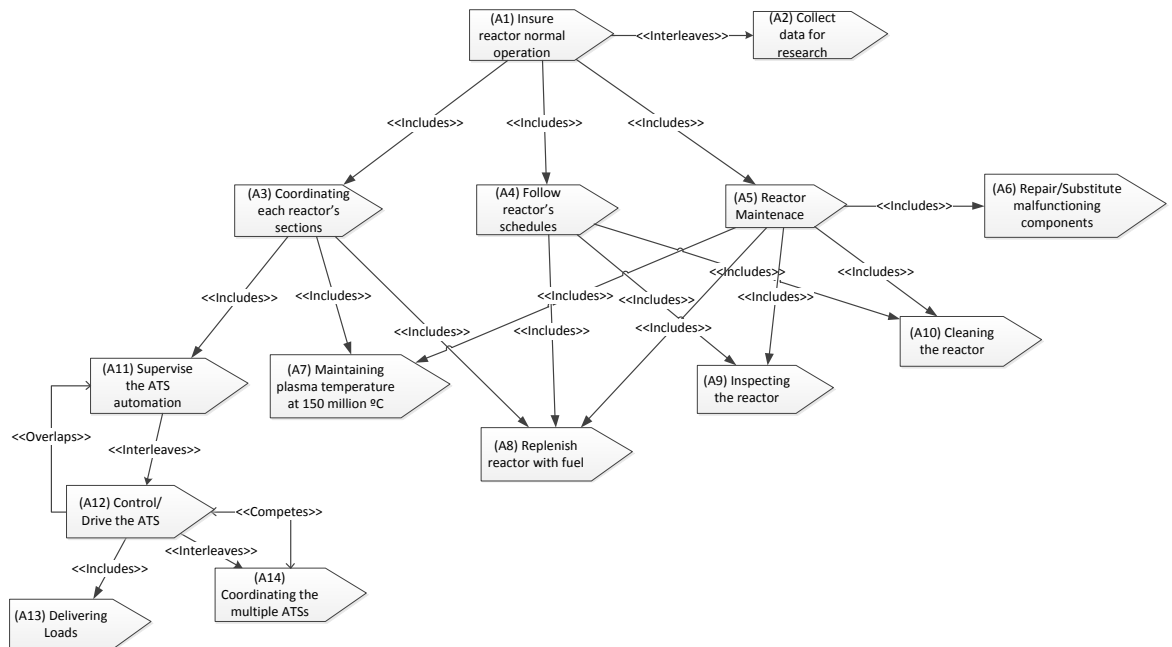 (A1) Insure
reactor normal
operation
<<Interleaves>>
(A2) Collect
data for
research
<<Includes>>
<<Includes>>
<<Includes>>
(A3) Coordinating
each reactor's
sections
(A4) Follow
reactor's
schedules
(A5) Reactor
Maintenace
<<Includes>>
(A6) Repair/Substitute
malfunctioning
components
<<Includes>>
<<Includes>>
<<Includes>>
<<Includes>>
<<Includes>>
<<Includes>>
<<Includes>>
<<Includes>>
<<Includes>>
<<Includes>>
<<Includes>>
(A11) Supervise
the ATS
automation
(A7) Maintaining
plasma temperature
at 150 million ºC
(A9) Inspecting
the reactor
(A10) Cleaning
the reactor
<<Overlaps>>
<<Interleaves>>
(A8) Replenish
reactor with fuel
(A12) Control/
Drive the ATS
<<Competes>>
<<Interleaves>>
<<Includes>>
(A14)
Coordinating the
multiple ATSs
(A13) Delivering
Loads